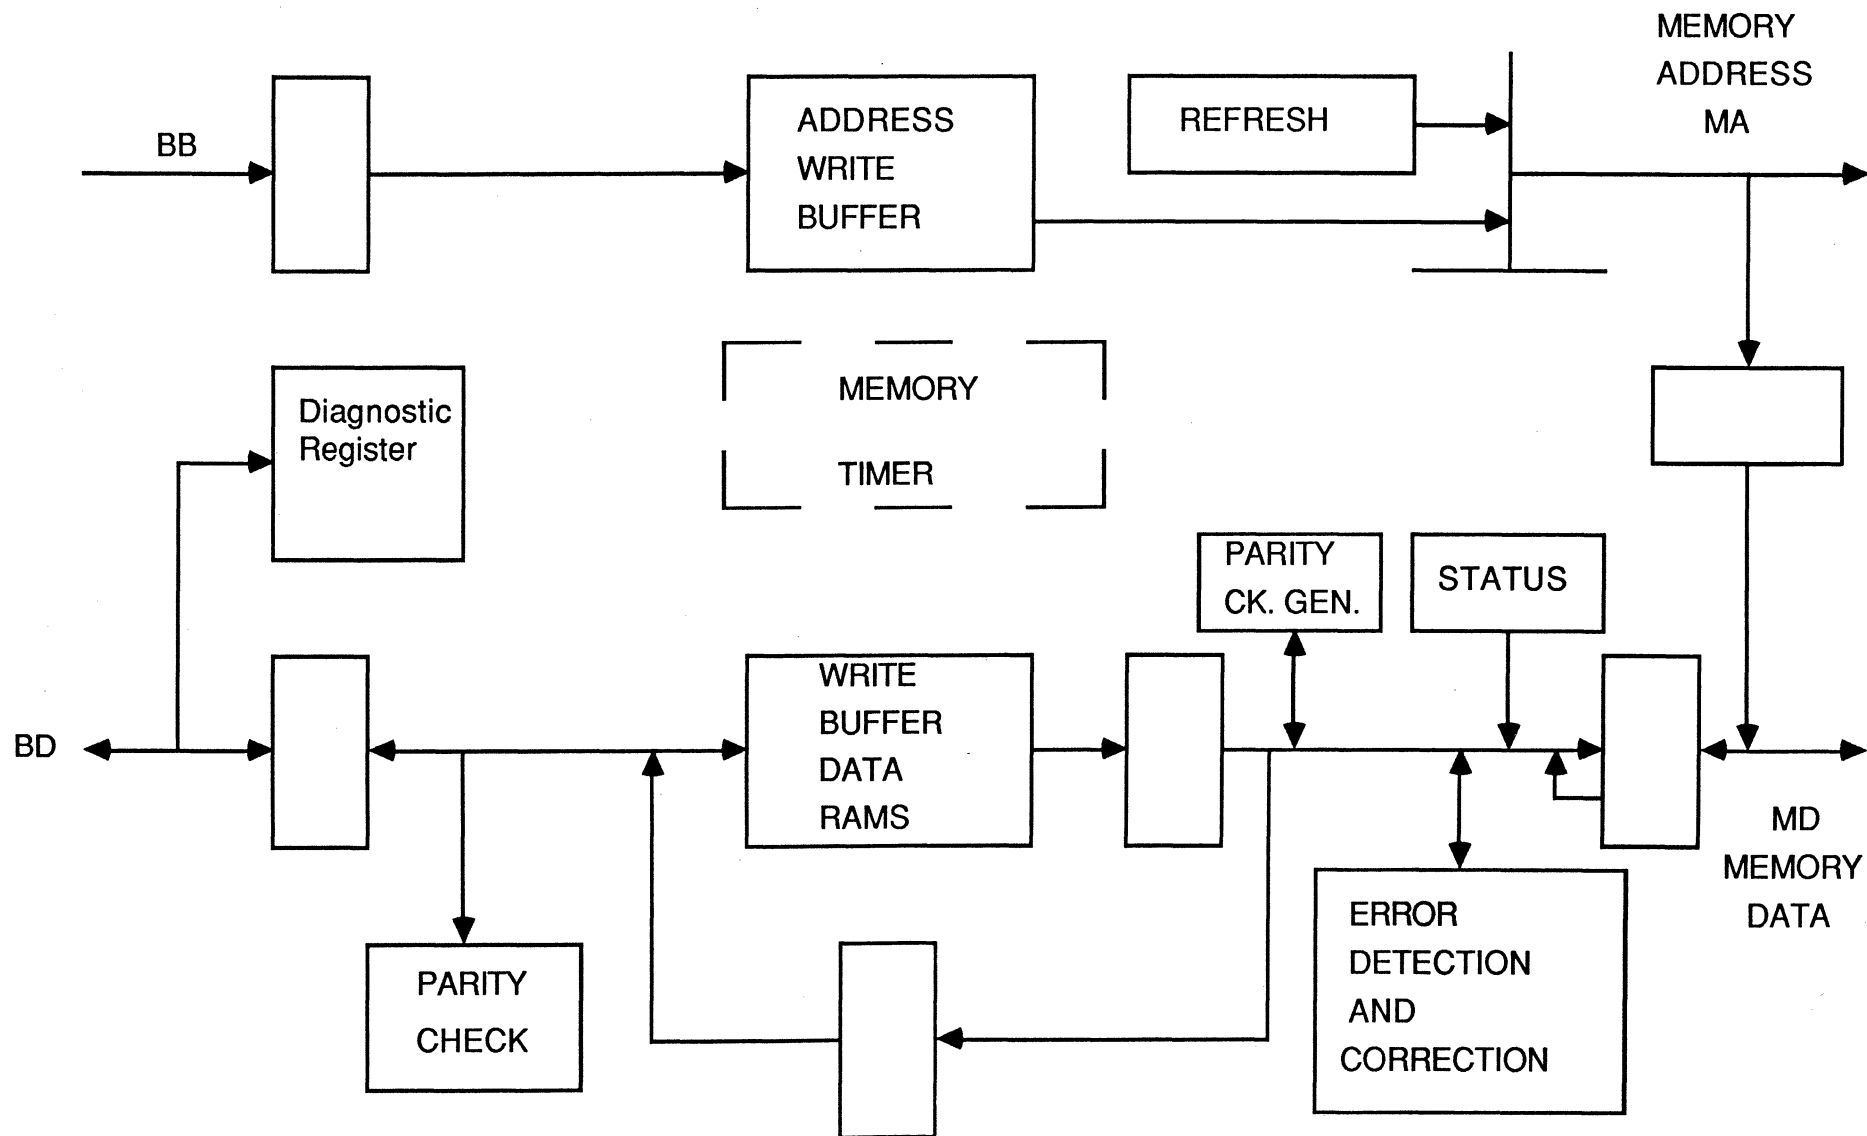 MEMORY
ADDRESS
MA
BB
ADDRESS
WRITE
BUFFER
REFRESH
Diagnostic
Register
MEMORY
TIMER
PARITY
CK. GEN.
STATUS
BD
WRITE
BUFFER
DATA
RAMS
MD
MEMORY
DATA
PARITY
CHECK
ERROR
DETECTION
AND
CORRECTION